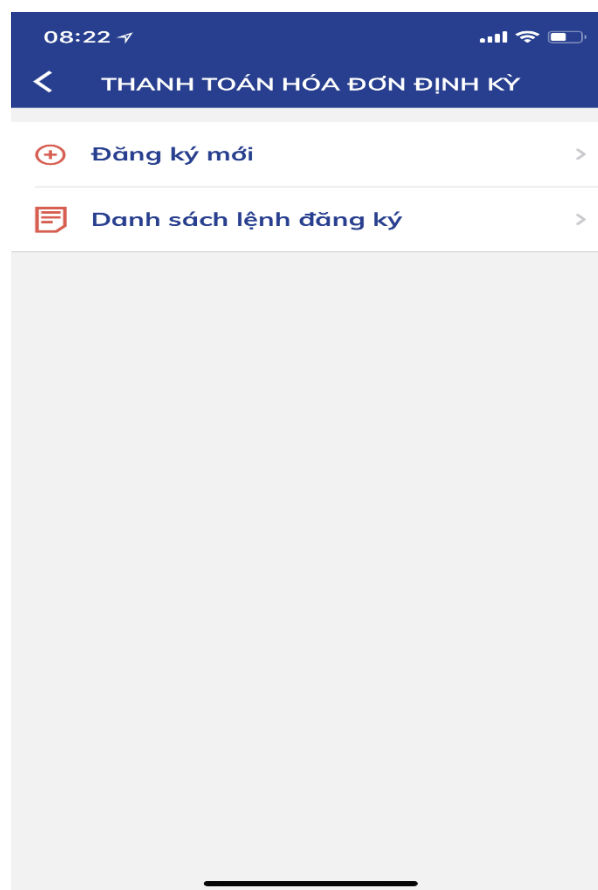 08:22
THANH TOÁN HÓA ĐƠN ĐỊNH KỲ
Đăng ký mới
Danh sách lệnh đăng ký